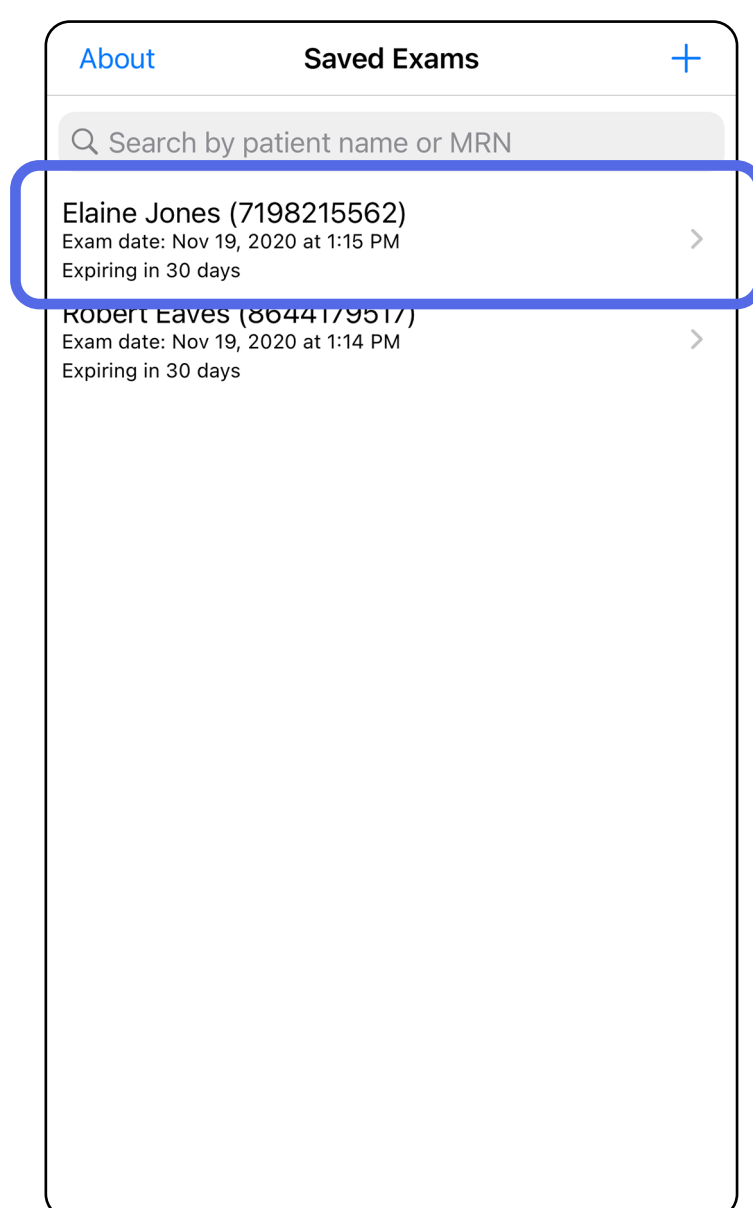 About Saved Exams +
Search by patient name or MRN
Elaine Jones (7198215562)
Exam date: Nov 19, 2020 at 1:15 PM
Expiring in 30 days
Robert Eaves (8644179517)
Exam date: Nov 19, 2020 at 1:14 PM
Expiring in 30 days